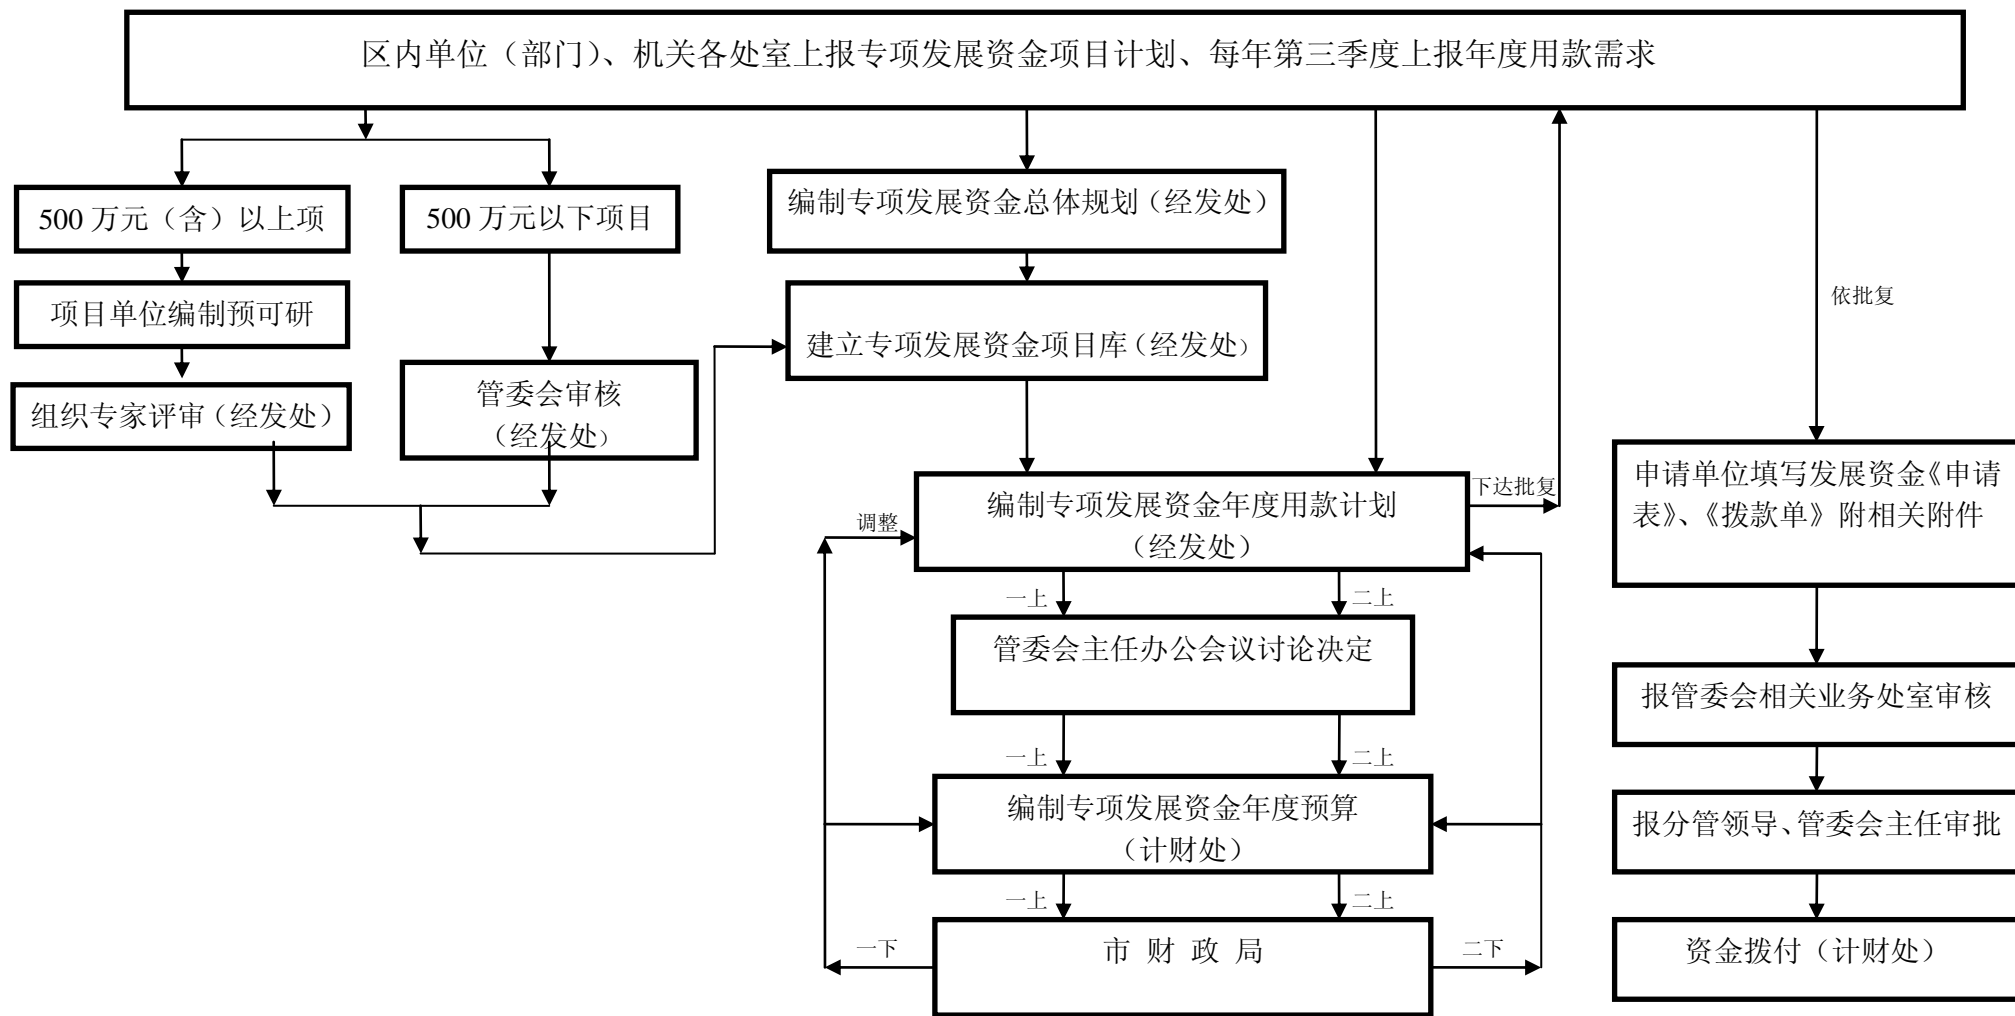 区内单位（部门）、机关各处室上报专项发展资金项目计划、每年第三季度上报年度用款需求
500 万元（含）以上项
500 万元以下项目
编制专项发展资金总体规划（经发处）
项目单位编制预可研
依批复
建立专项发展资金项目库（经发处）
组织专家评审（经发处）
管委会审核
（经发处）
申请单位填写发展资金《申请
表》、《拨款单》附相关附件
编制专项发展资金年度用款计划
（经发处）
下达批复
调整
一上
二上
管委会主任办公会议讨论决定
报管委会相关业务处室审核
一上
二上
编制专项发展资金年度预算
（计财处）
报分管领导、管委会主任审批
一上
二上
市 财 政 局
一下
二下
资金拨付（计财处）